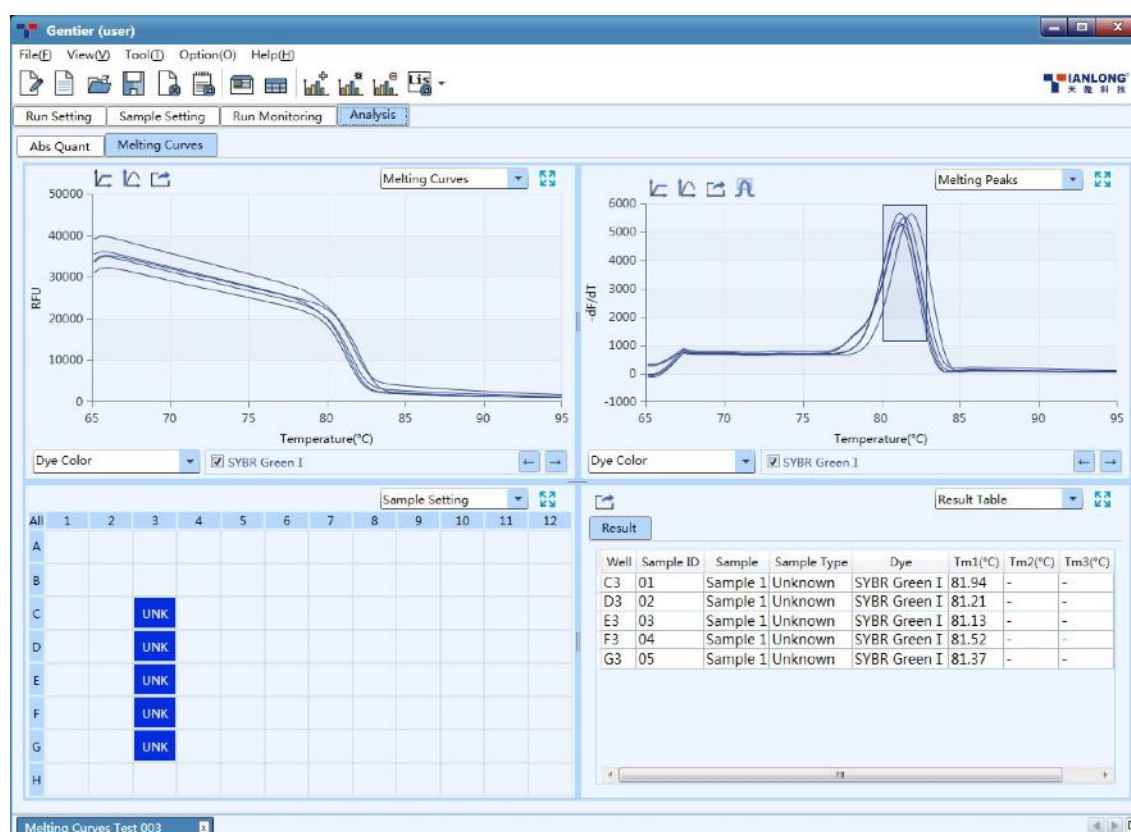 Gentier (user)
File(F) View(V) Tool(T) Option(O) Help(H)
Lis
TIANLONG
天隆科技
Run Setting Sample Setting Run Monitoring Analysis
Abs Quant Melting Curves
Melting Curves
50000
40000
30000
20000
10000
0
RFU
65 70 75 80 85 90 95
Temperature(°C)
Dye Color SYBR Green I
Melting Peaks
6000
5000
4000
3000
2000
1000
0
-1000
-dF/dT
65 70 75 80 85 90 95
Temperature(°C)
Dye Color SYBR Green I
Sample Setting
All 1 2 3 4 5 6 7 8 9 10 11 12
A
B
C UNK
D UNK
E UNK
F UNK
G UNK
H
Result Table
Result
Well Sample ID Sample Sample Type Dye Tm1(°C) Tm2(°C) Tm3(°C)
C3 01 Sample 1 Unknown SYBR Green I 81.94 - -
D3 02 Sample 1 Unknown SYBR Green I 81.21 - -
E3 03 Sample 1 Unknown SYBR Green I 81.13 - -
F3 04 Sample 1 Unknown SYBR Green I 81.52 - -
G3 05 Sample 1 Unknown SYBR Green I 81.37 - -
Melting Curves Test 003